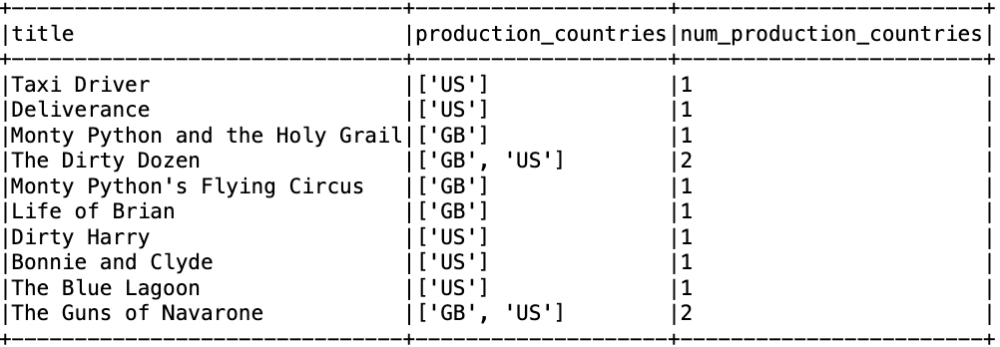 +---------------------------------+----------------------+--------------------------+
|title                            |production_countries|num_production_countries|
+---------------------------------+----------------------+--------------------------+
|Taxi Driver                      |['US']                |1                         |
|Deliverance                      |['US']                |1                         |
|Monty Python and the Holy Grail|['GB']                |1                         |
|The Dirty Dozen                  |['GB', 'US']          |2                         |
|Monty Python's Flying Circus     |['GB']                |1                         |
|Life of Brian                    |['GB']                |1                         |
|Dirty Harry                      |['US']                |1                         |
|Bonnie and Clyde                 |['US']                |1                         |
|The Blue Lagoon                  |['US']                |1                         |
|The Guns of Navarone             |['GB', 'US']          |2                         |
+---------------------------------+----------------------+--------------------------+